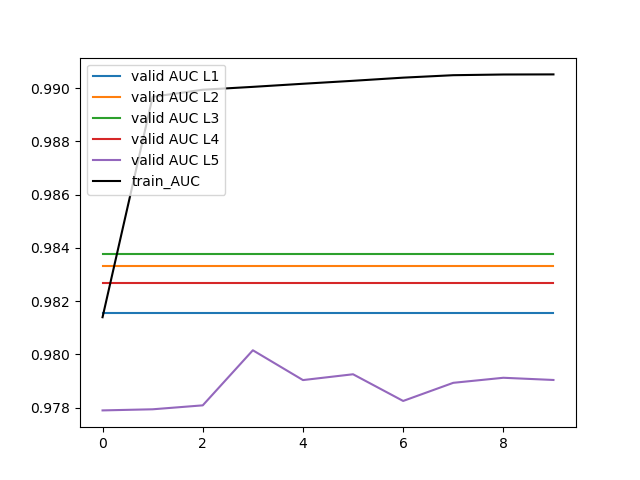 valid AUC L1
valid AUC L2
valid AUC L3
valid AUC L4
valid AUC L5
train_AUC
0.990
0.988
0.986
0.984
0.982
0.980
0.978
0 2 4 6 8